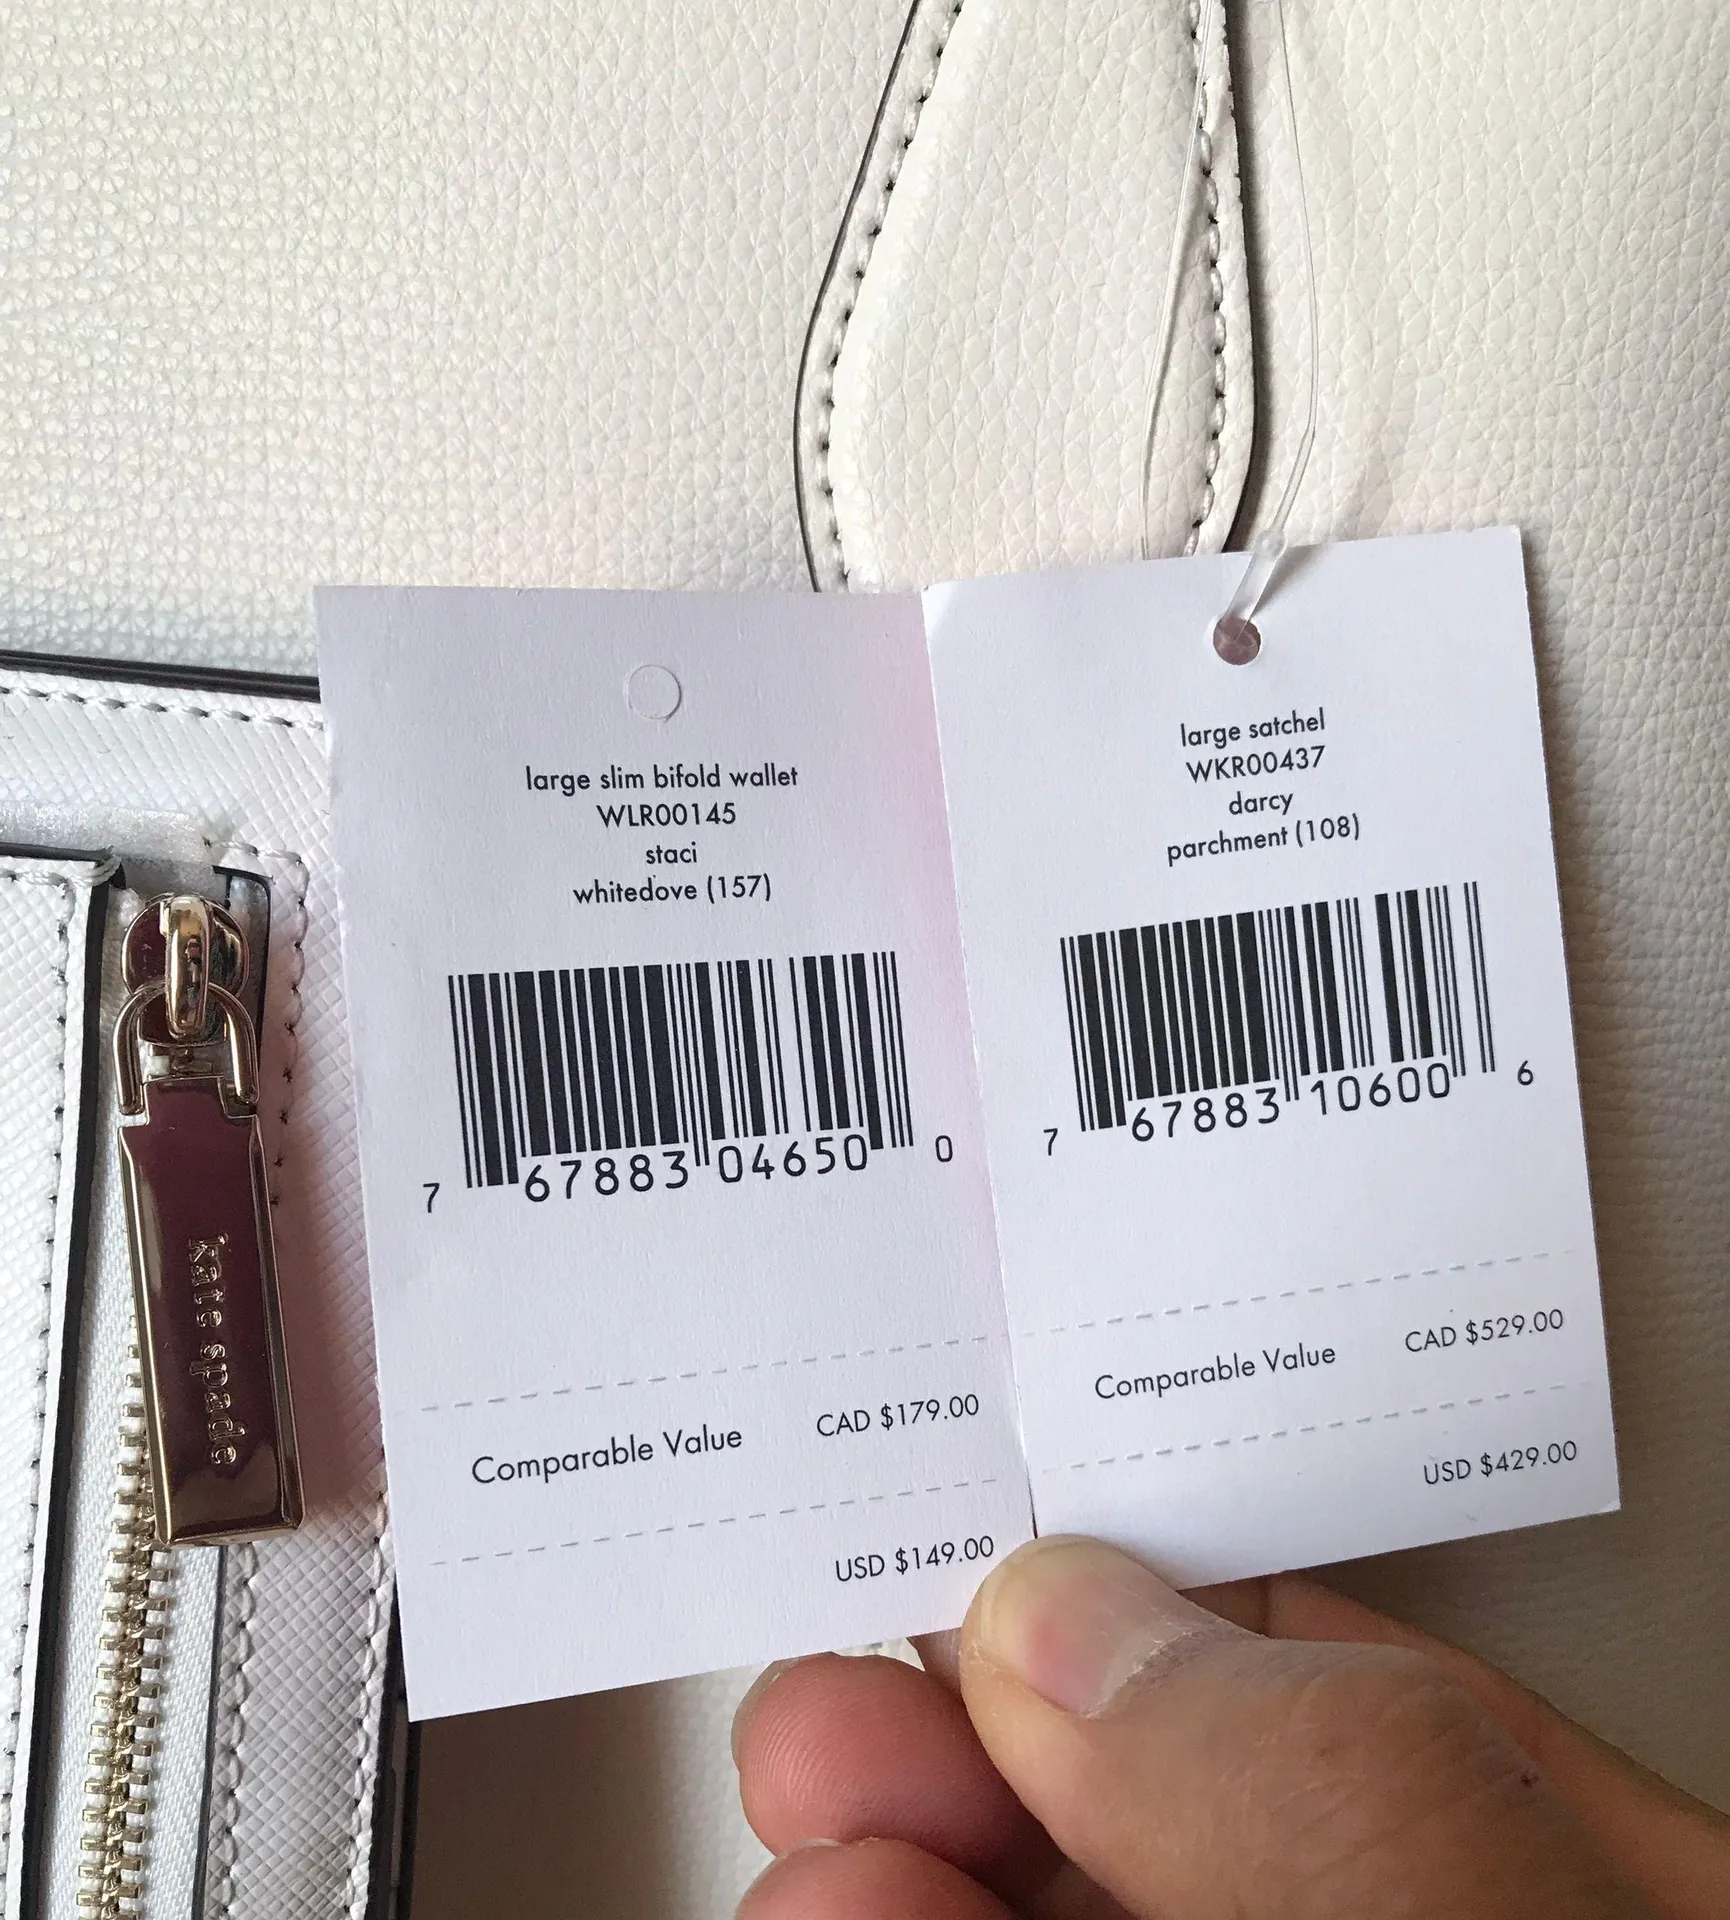 large slim bifold wallet
WLR00145
staci
whitedove (157)
7 67883 04650 0
Comparable Value CAD $179.00
USD $149.00
large satchel
WKR00437
darcy
parchment (108)
7 67883 10600 6
Comparable Value CAD $529.00
USD $429.00
kate spade